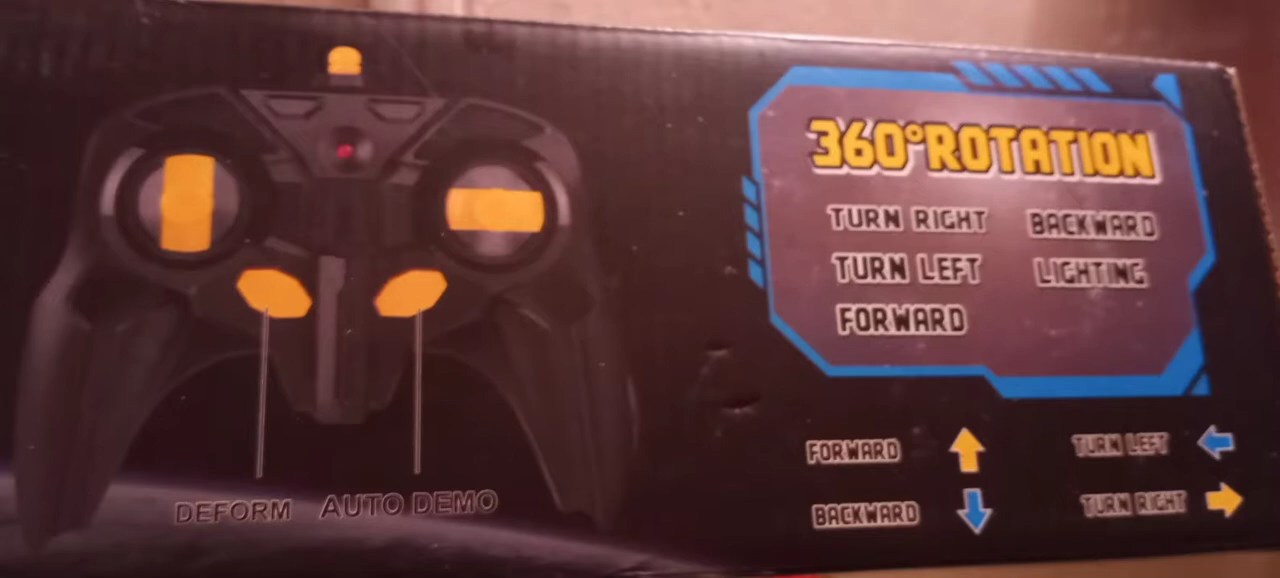 360°ROTATION
TURN RIGHT BACKWARD
TURN LEFT LIGHTING
FORWARD
FORWARD TURN LEFT
BACKWARD TURN RIGHT
DEFORM AUTO DEMO